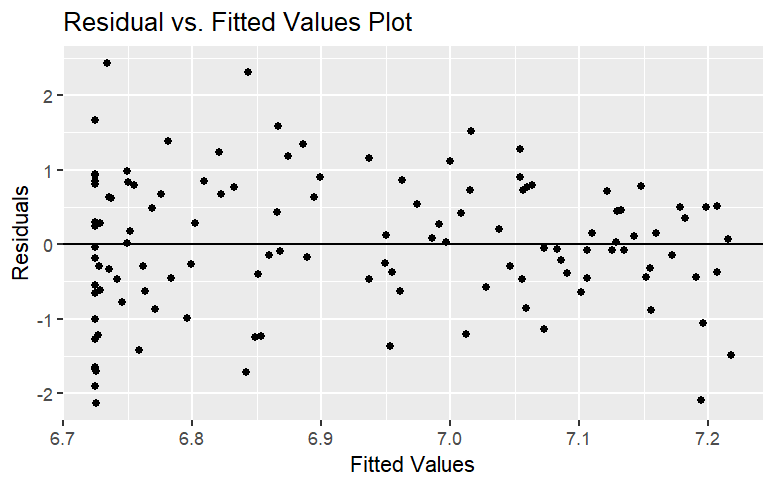 Residual vs. Fitted Values Plot
2
1
0
-1
-2
Residuals
6.7 6.8 6.9 7.0 7.1 7.2
Fitted Values